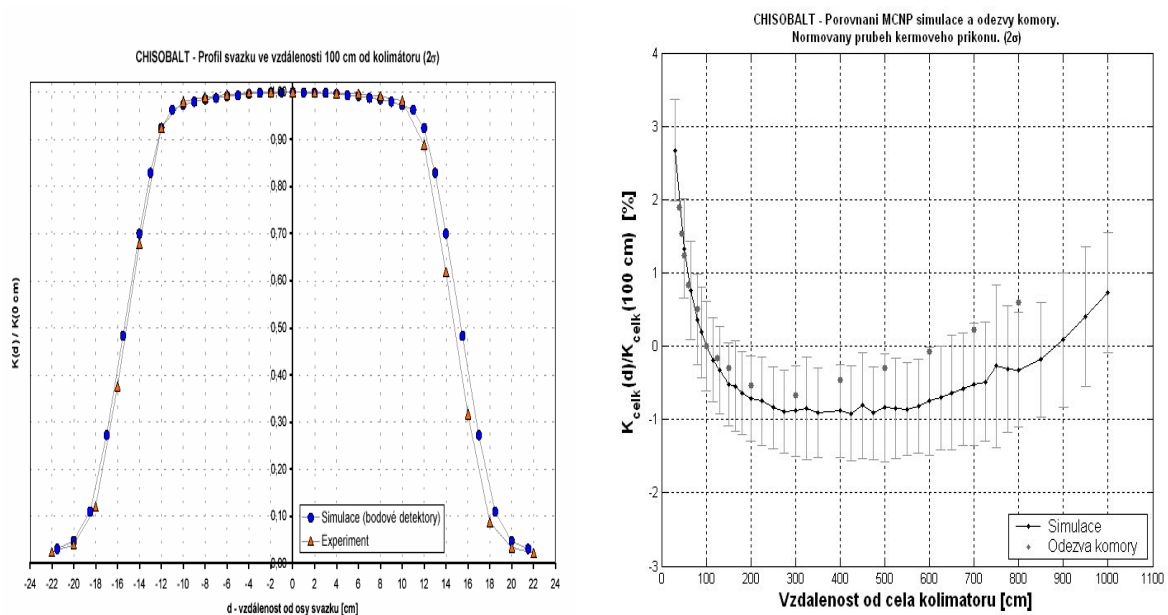 CHISOBALT - Profil svazku ve vzdálenosti 100 cm od kolimátoru (2σ)
K(d) / K(0 cm)
0,90
0,80
0,70
0,60
0,50
0,40
0,30
0,20
0,10
0,00
Simulace (bodové detektory)
Experiment
-24 -22 -20 -18 -16 -14 -12 -10 -8 -6 -4 -2 0 2 4 6 8 10 12 14 16 18 20 22 24
d - vzdálenost od osy svazku [cm]
CHISOBALT - Porovnani MCNP simulace a odezvy komory.
Normovany prubeh kermoveho prikonu. (2σ)
K_celk(d)/K_celk(100 cm) [%]
4
3
2
1
0
-1
-2
-3
Simulace
Odezva komory
0 100 200 300 400 500 600 700 800 900 1000
Vzdalenost od cela kolimatoru [cm]